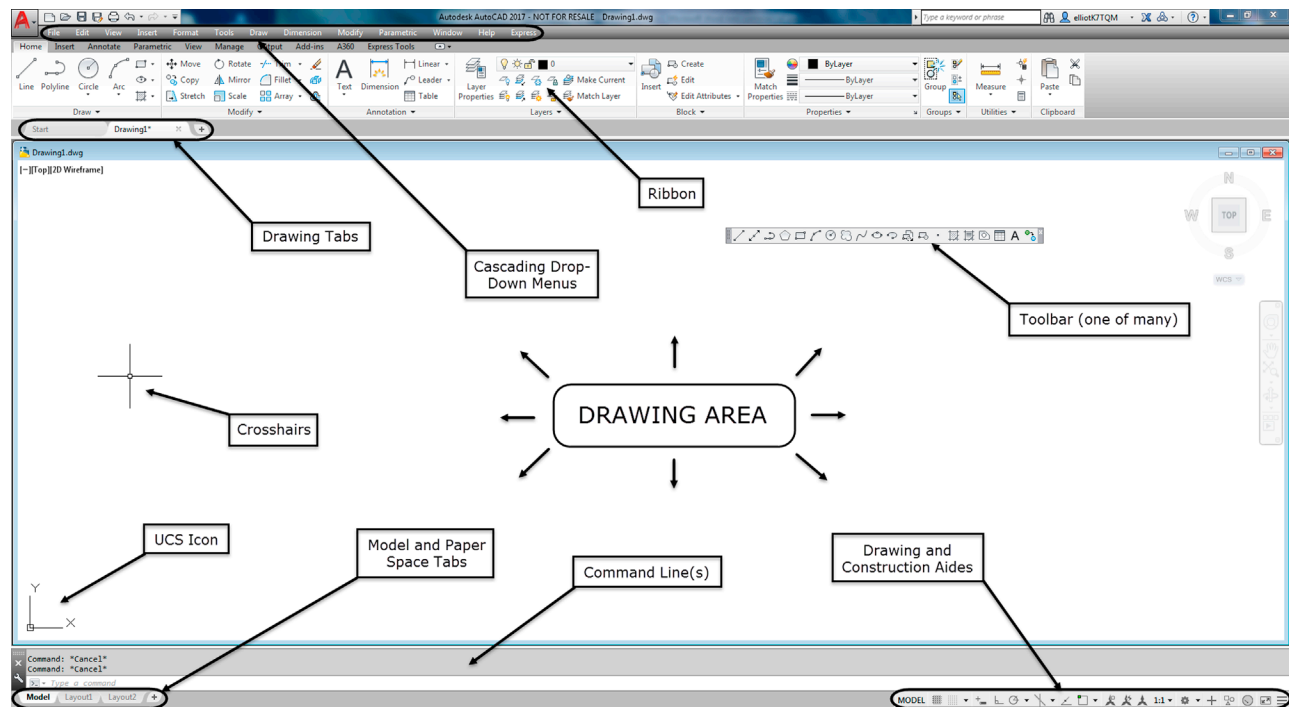 A
Autodesk AutoCAD 2017 - NOT FOR RESALE Drawing1.dwg
Type a keyword or phrase
elliotK7TQM
File Edit View Insert Format Tools Draw Dimension Modify Parametric Window Help Express
Home Insert Annotate Parametric View Manage Output Add-ins A360 Express Tools
Line Polyline Circle Arc
Move Rotate Trim
Copy Mirror Fillet
Stretch Scale Array
Text Dimension
Linear
Leader
Table
Layer Properties
0
Make Current
Match Layer
Insert
Create
Edit
Edit Attributes
Match Properties
ByLayer
ByLayer
ByLayer
Group
Measure
Paste
Draw Modify Annotation Layers Block Properties Groups Utilities Clipboard
Start Drawing1* +
Drawing1.dwg
[−][Top][2D Wireframe]
N
W TOP E
S
WCS
Ribbon
Drawing Tabs
Cascading Drop-
Down Menus
A
Toolbar (one of many)
DRAWING AREA
Crosshairs
UCS Icon
Model and Paper
Space Tabs
Command Line(s)
Drawing and
Construction Aides
Y
X
Command: *Cancel*
Command: *Cancel*
Type a command
Model Layout1 Layout2 +
MODEL 1:1